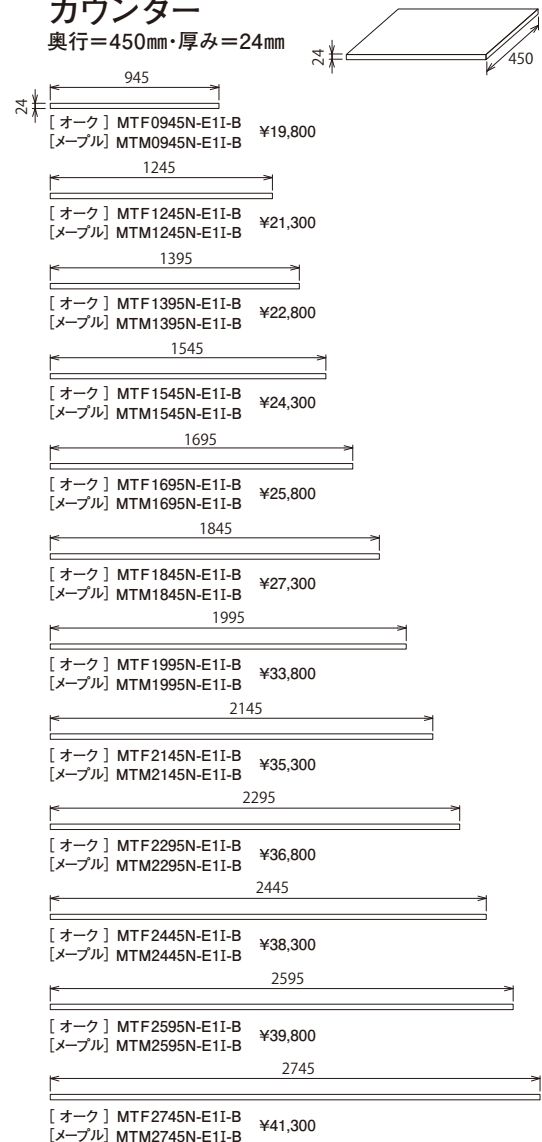 カウンター
奥行=450㎜・厚み=24㎜
24
450
945
24
[ オーク ] MTF0945N-E1I-B
[メープル] MTM0945N-E1I-B
¥19,800
1245
[ オーク ] MTF1245N-E1I-B
[メープル] MTM1245N-E1I-B
¥21,300
1395
[ オーク ] MTF1395N-E1I-B
[メープル] MTM1395N-E1I-B
¥22,800
1545
[ オーク ] MTF1545N-E1I-B
[メープル] MTM1545N-E1I-B
¥24,300
1695
[ オーク ] MTF1695N-E1I-B
[メープル] MTM1695N-E1I-B
¥25,800
1845
[ オーク ] MTF1845N-E1I-B
[メープル] MTM1845N-E1I-B
¥27,300
1995
[ オーク ] MTF1995N-E1I-B
[メープル] MTM1995N-E1I-B
¥33,800
2145
[ オーク ] MTF2145N-E1I-B
[メープル] MTM2145N-E1I-B
¥35,300
2295
[ オーク ] MTF2295N-E1I-B
[メープル] MTM2295N-E1I-B
¥36,800
2445
[ オーク ] MTF2445N-E1I-B
[メープル] MTM2445N-E1I-B
¥38,300
2595
[ オーク ] MTF2595N-E1I-B
[メープル] MTM2595N-E1I-B
¥39,800
2745
[ オーク ] MTF2745N-E1I-B
[メープル] MTM2745N-E1I-B
¥41,300